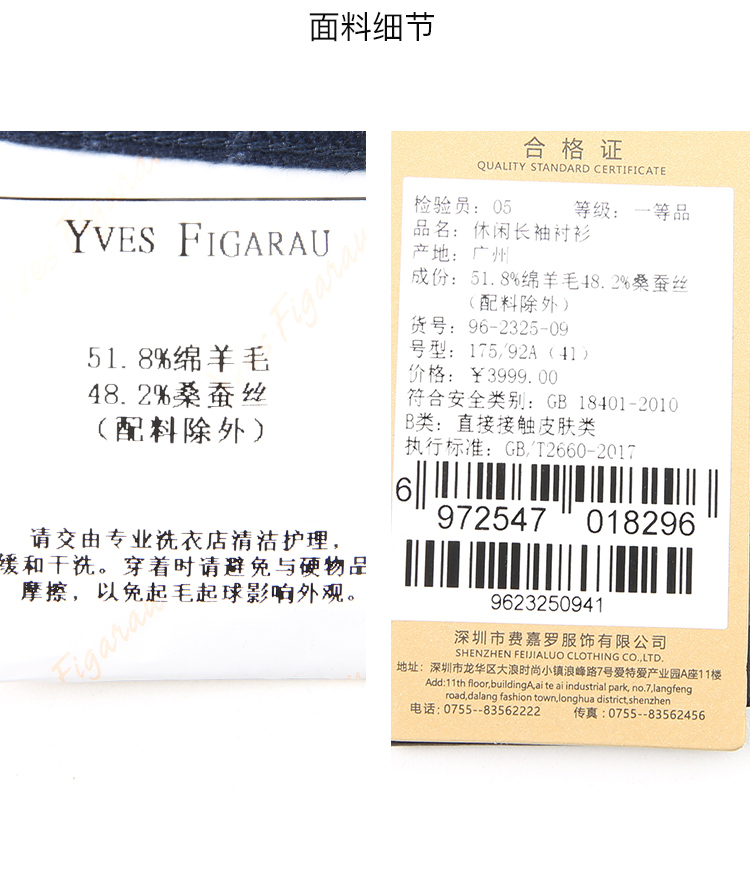 面料细节
YVES FIGARAU
51.8%绵羊毛
48.2%桑蚕丝
（配料除外）
请交由专业洗衣店清洁护理，
缓和干洗。穿着时请避免与硬物品
摩擦，以免起毛起球影响外观。
Figarau
合格证
QUALITY STANDARD CERTIFICATE
检验员：05 等级：一等品
品名：休闲长袖衬衫
产地：广州
成份：51.8%绵羊毛48.2%桑蚕丝
（配料除外）
货号：96-2325-09
号型：175/92A（41）
价格：￥3999.00
符合安全类别：GB 18401-2010
B类：直接接触皮肤类
执行标准：GB/T2660-2017
6 972547 018296
9623250941
深圳市费嘉罗服饰有限公司
SHENZHEN FEIJIALUO CLOTHING CO.,LTD.
地址：深圳市龙华区大浪时尚小镇浪峰路7号爱特爱产业园A座11楼
Add:11th floor,buildingA,ai te ai industrial park, no.7,langfeng
road,dalang fashion town,longhua district,shenzhen
电话：0755--83562222 传真：0755--83562456